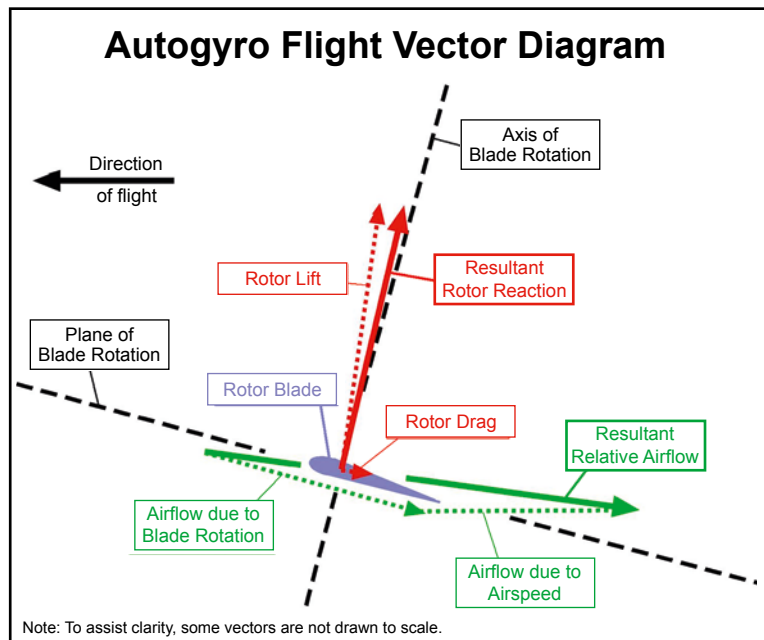 Autogyro Flight Vector Diagram
Axis of
Blade Rotation
Direction
of flight
Rotor Lift
Resultant
Rotor Reaction
Plane of
Blade Rotation
Rotor Blade
Rotor Drag
Resultant
Relative Airflow
Airflow due to
Blade Rotation
Airflow due to
Airspeed
Note: To assist clarity, some vectors are not drawn to scale.